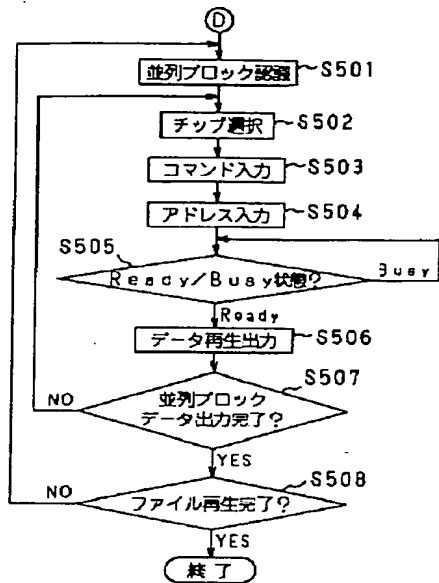 D
並列ブロック認識 S501
チップ選択 S502
コマンド入力 S503
アドレス入力 S504
S505
Ready/Busy状態?
Busy
Ready
データ再生出力 S506
S507
並列ブロック
データ出力完了?
NO
YES
S508
ファイル再生完了?
NO
YES
終了